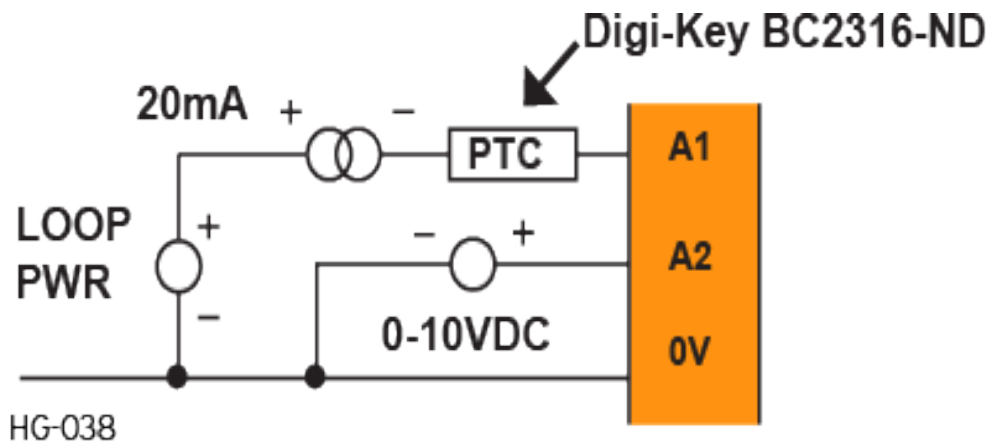 Digi-Key BC2316-ND
20mA + −
PTC
A1
LOOP
PWR
+
−
− +
A2
0-10VDC
0V
HG-038